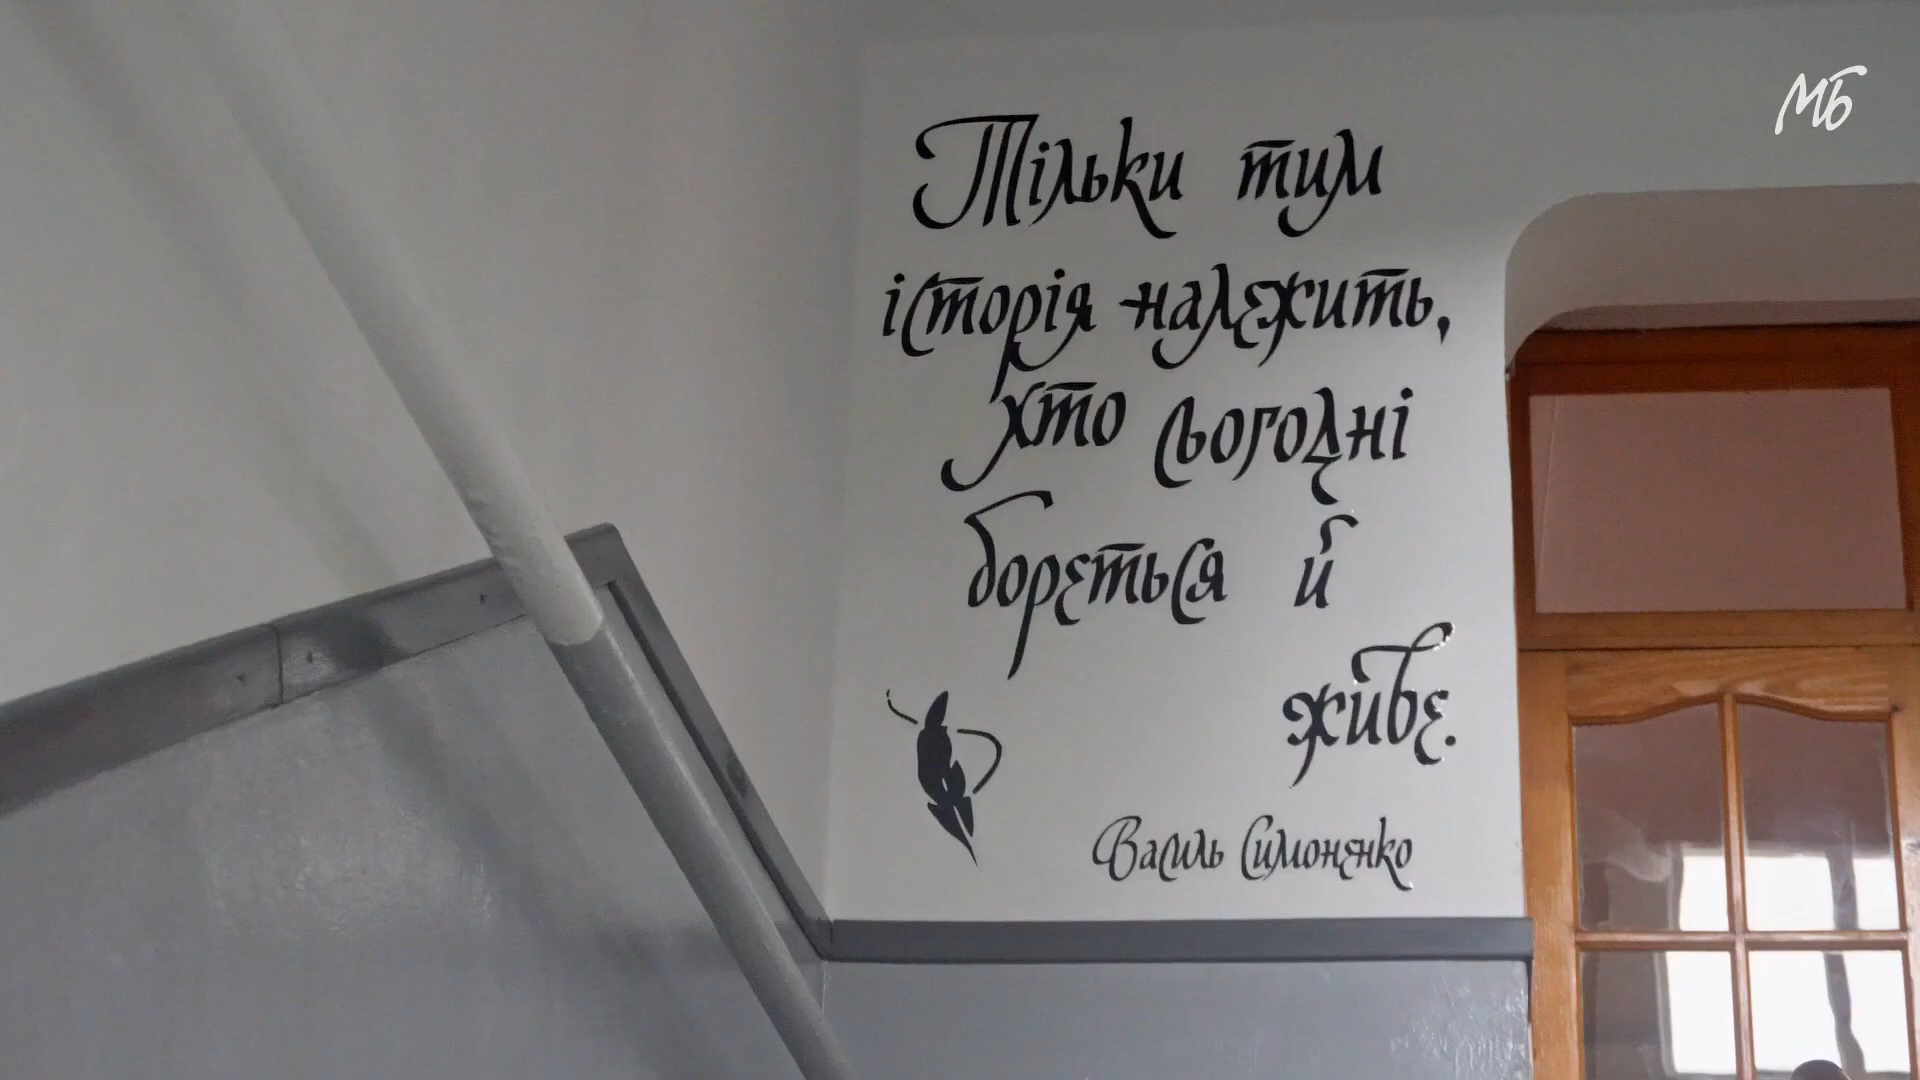 МБ
Тільки тим
історія належить,
хто сьогодні
бореться й
живе.
Василь Симоненко